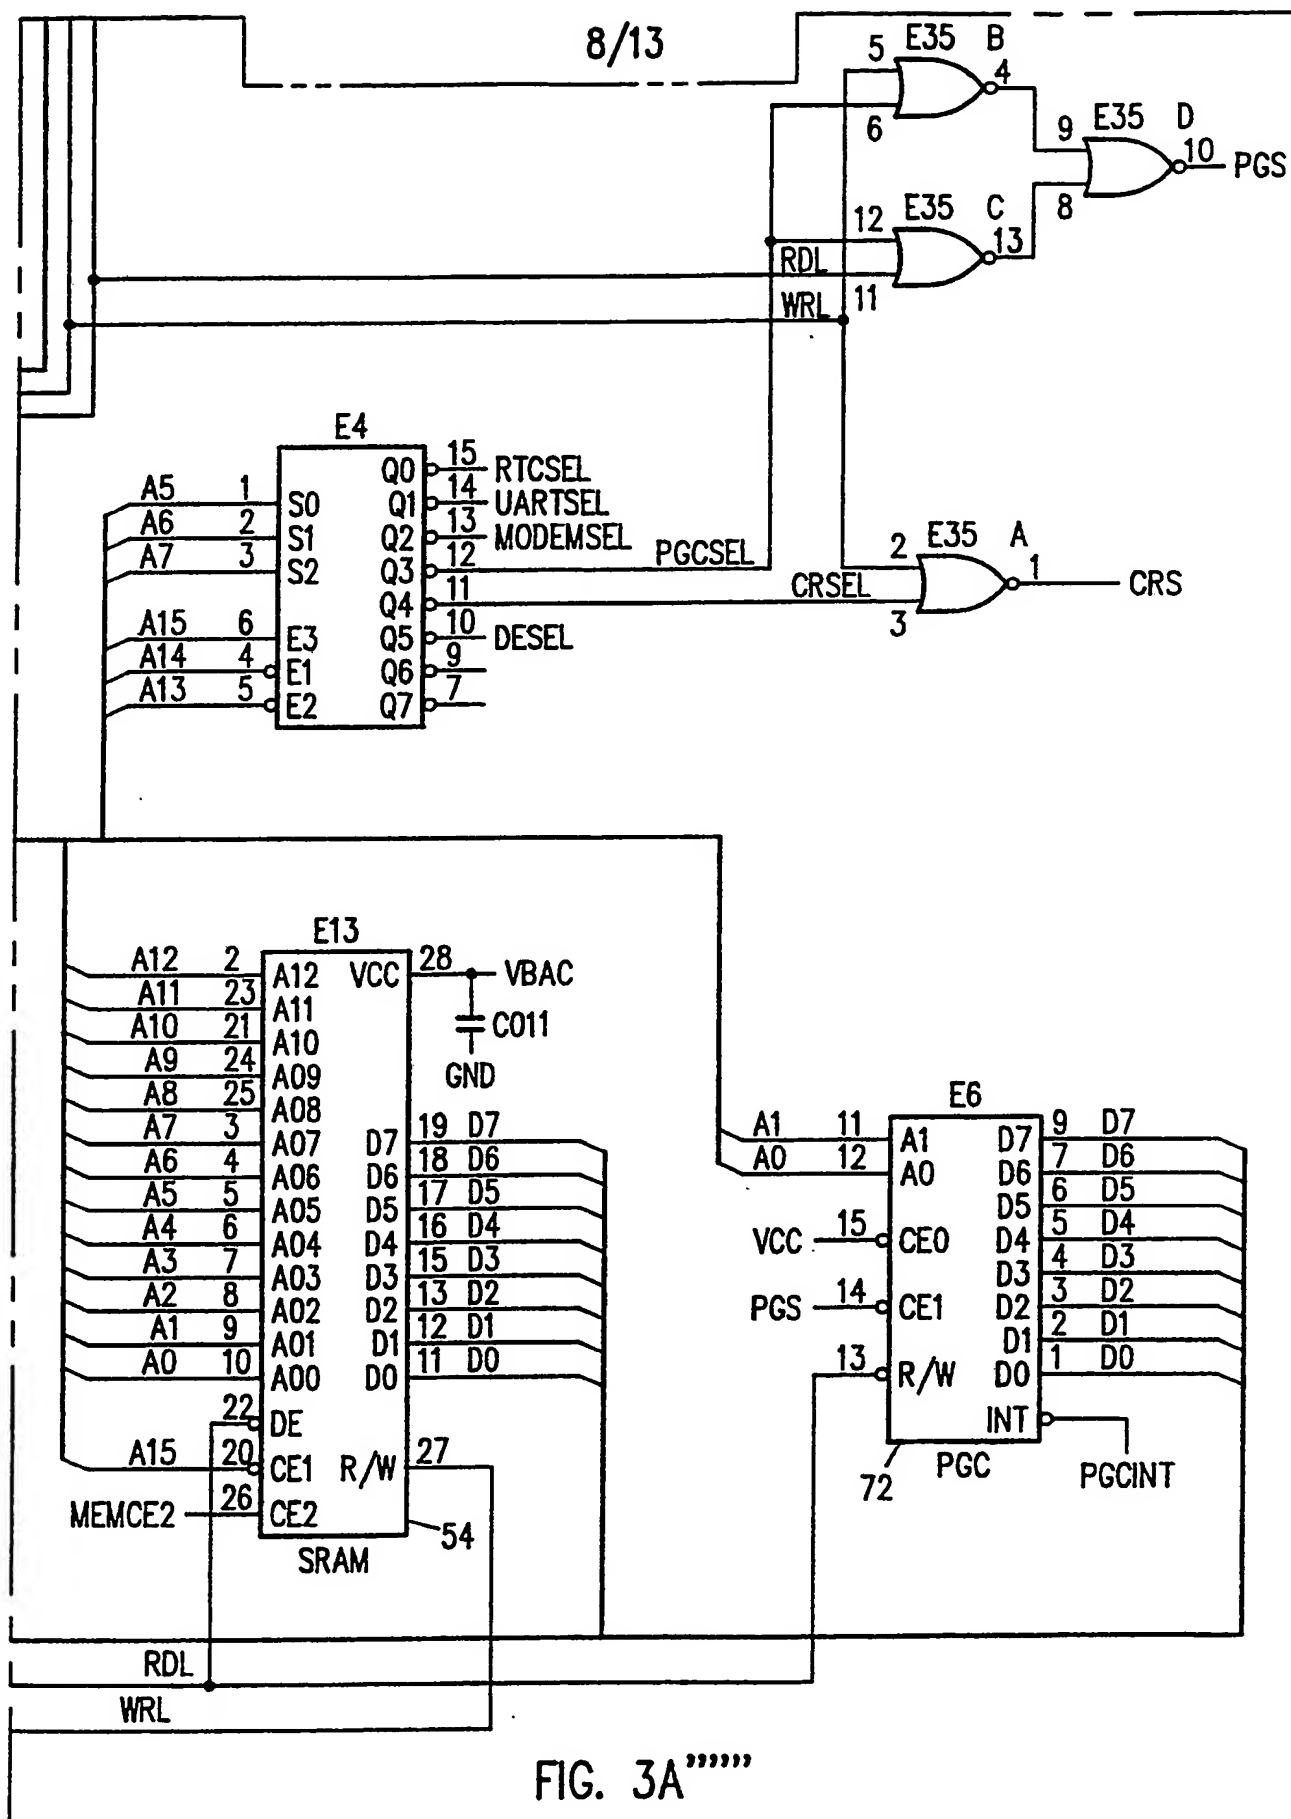 8/13
5 E35 B
4
6
9 E35 D
10 PGS
8
12 E35 C
13
RDL
11
WRL
E4
A5 1 S0 Q0 15 RTCSEL
A6 2 S1 Q1 14 UARTSEL
A7 3 S2 Q2 13 MODEMSEL
Q3 12 PGCSEL
Q4 11 CRSEL
A15 6 E3 Q5 10 DESEL
A14 4 E1 Q6 9
A13 5 E2 Q7 7
2 E35 A
1 CRS
3
E13
A12 2 A12 VCC 28 VBAC
A11 23 A11
A10 21 A10 C011
A9 24 A09 GND
A8 25 A08
A7 3 A07 D7 19 D7
A6 4 A06 D6 18 D6
A5 5 A05 D5 17 D5
A4 6 A04 D4 16 D4
A3 7 A03 D3 15 D3
A2 8 A02 D2 13 D2
A1 9 A01 D1 12 D1
A0 10 A00 D0 11 D0
22 DE
A15 20 CE1 R/W 27
MEMCE2 26 CE2
54
SRAM
E6
A1 11 A1 D7 9 D7
A0 12 A0 D6 7 D6
D5 6 D5
VCC 15 CE0 D4 5 D4
D3 4 D3
PGS 14 CE1 D2 3 D2
D1 2 D1
13 R/W D0 1 D0
INT
72 PGC PGCINT
RDL
WRL
FIG. 3A""""""